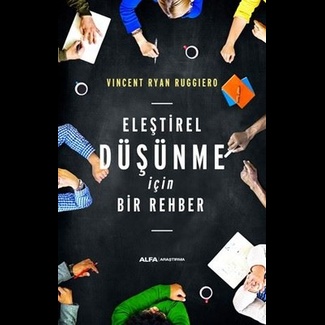 VINCENT RYAN RUGGIERO
ELEŞTİREL
DÜŞÜNME
için
BİR REHBER
ALFA | ARAŞTIRMA